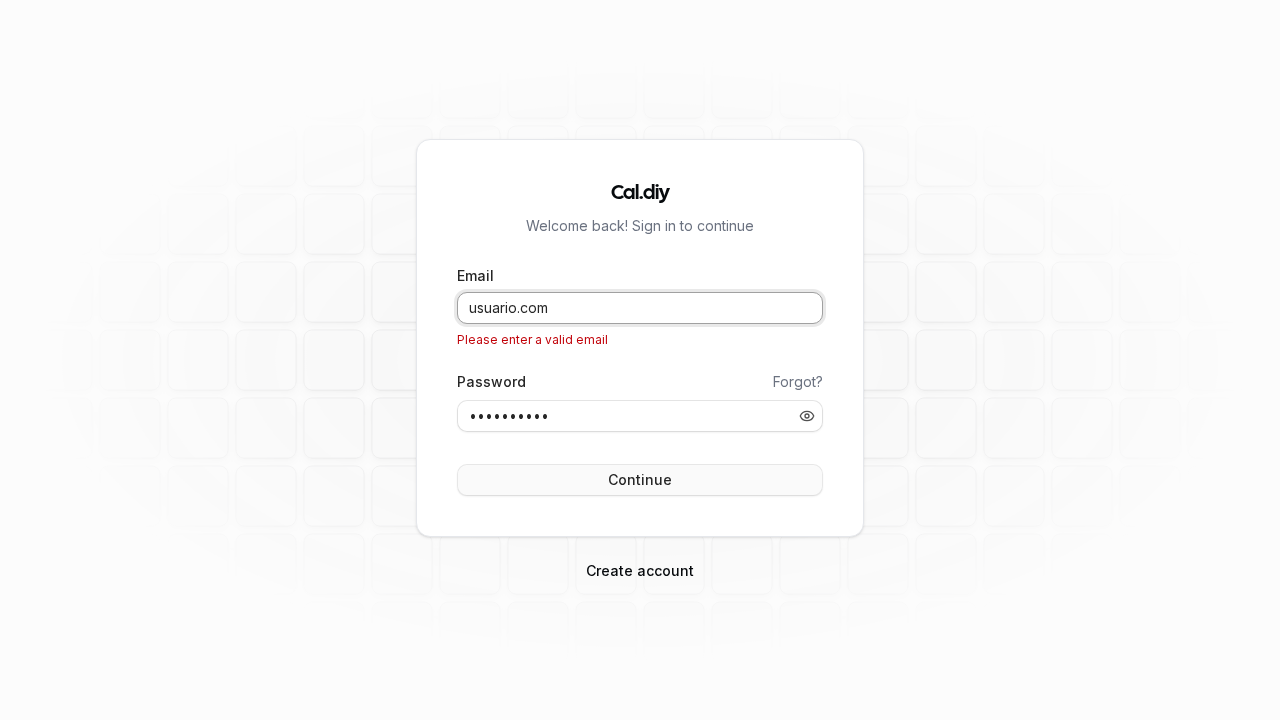 Cal.diy
Welcome back! Sign in to continue
Email
usuario.com
Please enter a valid email
Password Forgot?
••••••••••
Continue
Create account